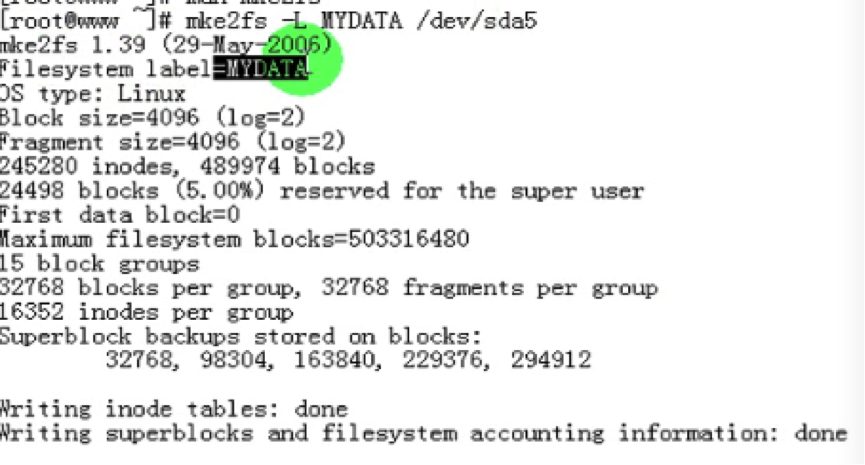 [root@www ~]# mke2fs -L MYDATA /dev/sda5
mke2fs 1.39 (29-May-2006)
Filesystem label=MYDATA
OS type: Linux
Block size=4096 (log=2)
Fragment size=4096 (log=2)
245280 inodes, 489974 blocks
24498 blocks (5.00%) reserved for the super user
First data block=0
Maximum filesystem blocks=503316480
15 block groups
32768 blocks per group, 32768 fragments per group
16352 inodes per group
Superblock backups stored on blocks:
32768, 98304, 163840, 229376, 294912
Writing inode tables: done
Writing superblocks and filesystem accounting information: done